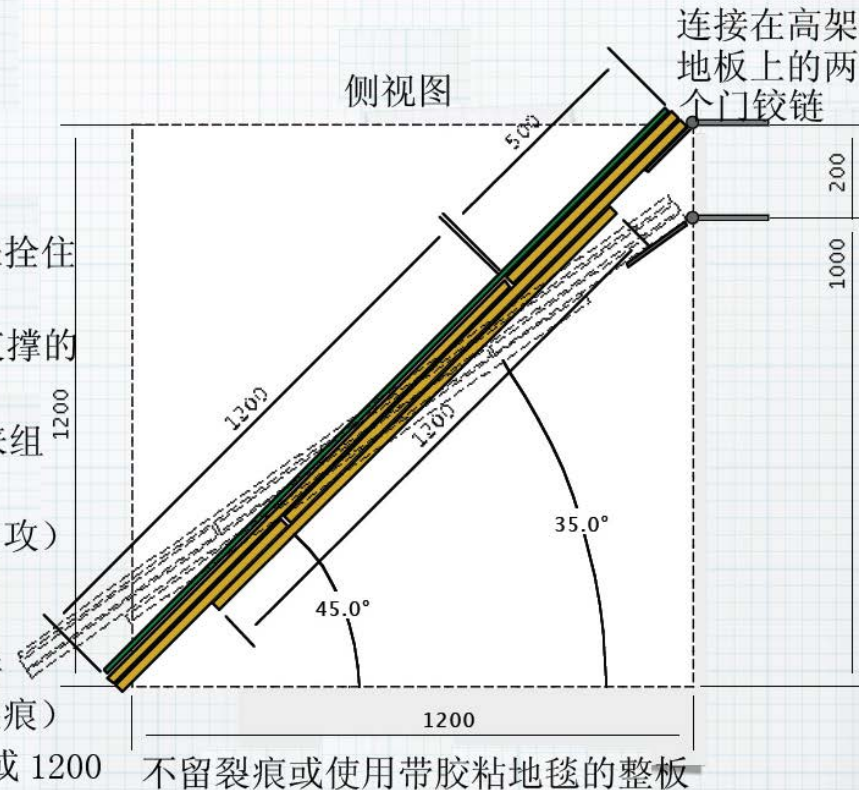 连接在高架
地板上的两
个门铰链
侧视图
500
200
拴住
1000
撑的
1200
1200
1200
组
攻）
35.0°
45.0°
痕）
1200
或 1200
不留裂痕或使用带胶粘地毯的整板